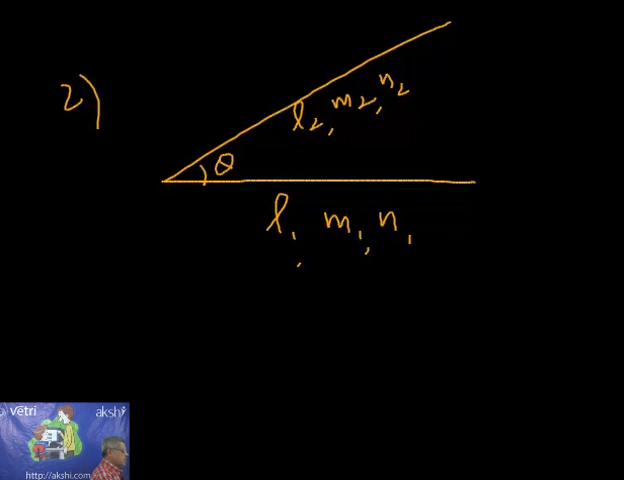 2)
l₂, m₂, n₂
θ
l₁, m₁, n₁
vetri akshi
http://akshi.com